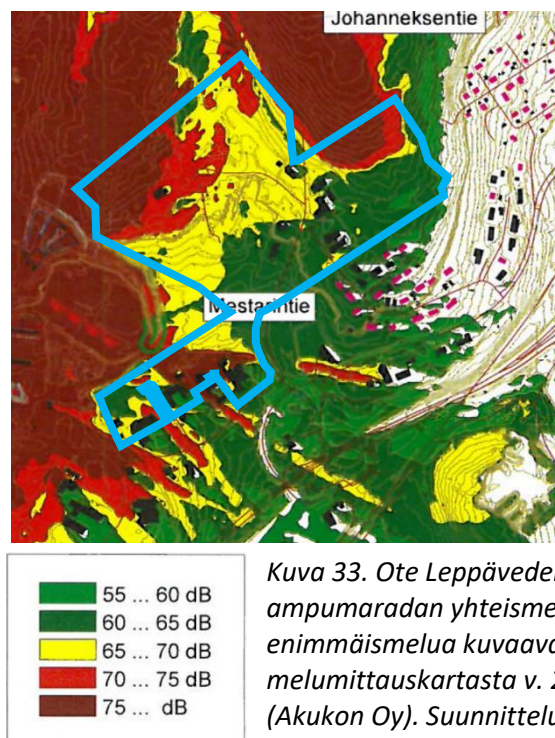 Johanneksentie
Mestarintie
55 ... 60 dB
60 ... 65 dB
65 ... 70 dB
70 ... 75 dB
75 ... dB
Kuva 33. Ote Leppäveden
ampumaradan yhteisme
enimmäismelua kuvaava
melumittauskartasta v. 2
(Akukon Oy). Suunnittelu